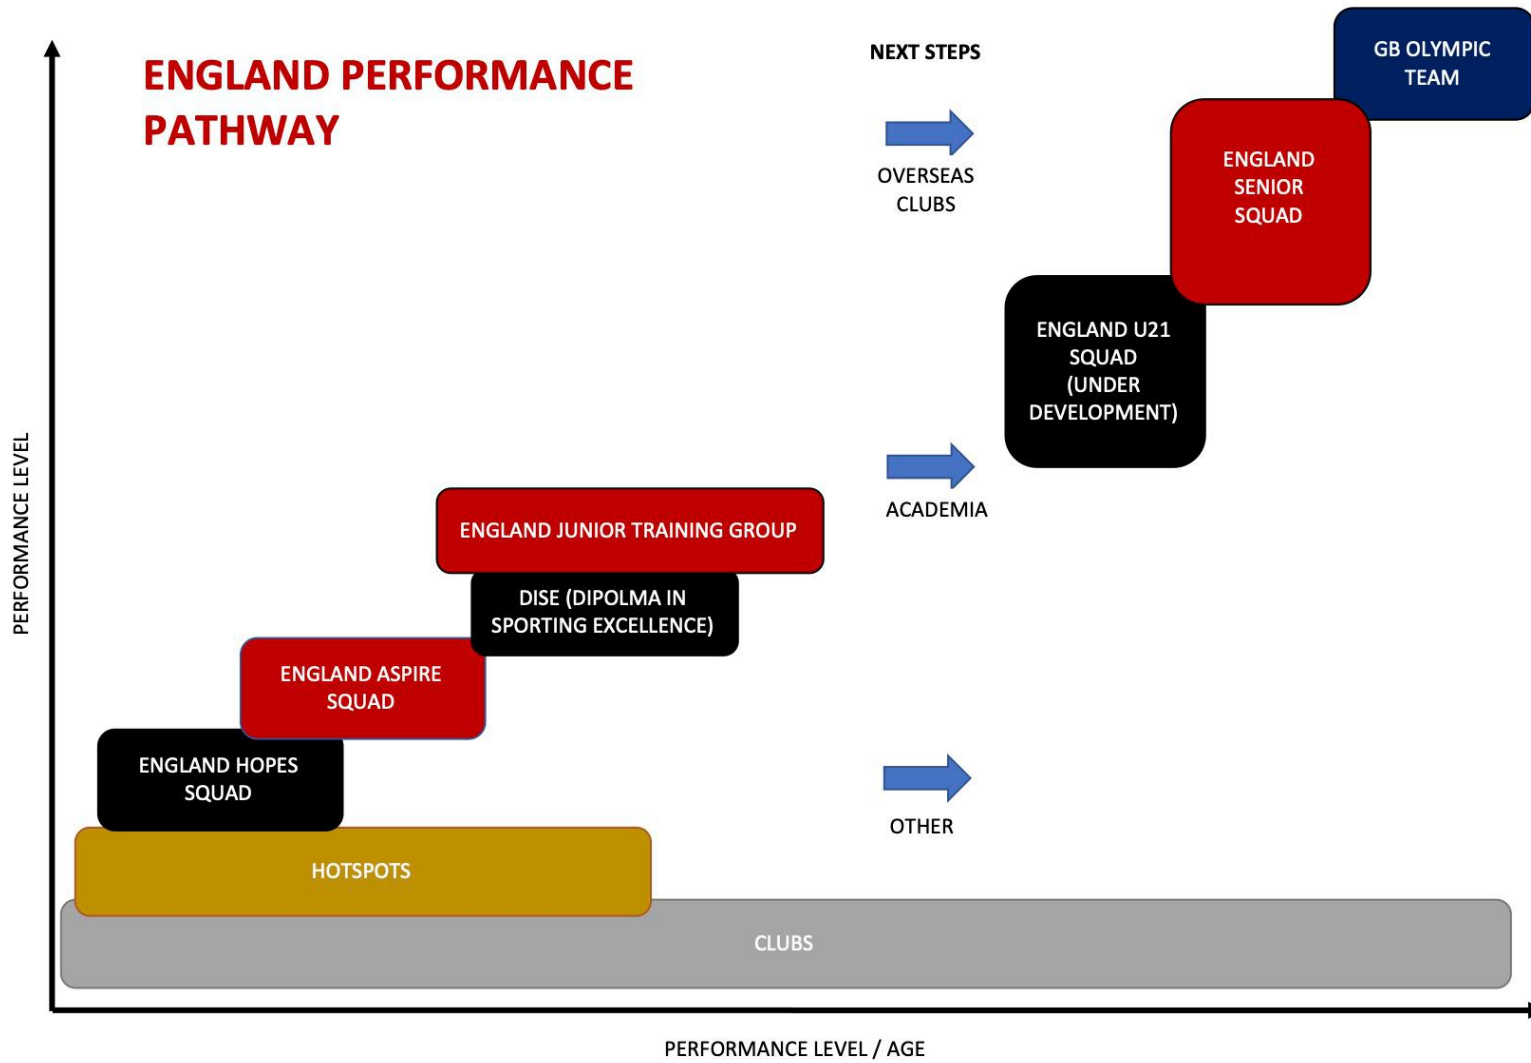 ENGLAND PERFORMANCE
PATHWAY
NEXT STEPS
OVERSEAS
CLUBS
ACADEMIA
OTHER
GB OLYMPIC
TEAM
ENGLAND
SENIOR
SQUAD
ENGLAND U21
SQUAD
(UNDER
DEVELOPMENT)
ENGLAND JUNIOR TRAINING GROUP
DISE (DIPOLMA IN
SPORTING EXCELLENCE)
ENGLAND ASPIRE
SQUAD
ENGLAND HOPES
SQUAD
HOTSPOTS
CLUBS
PERFORMANCE LEVEL
PERFORMANCE LEVEL / AGE